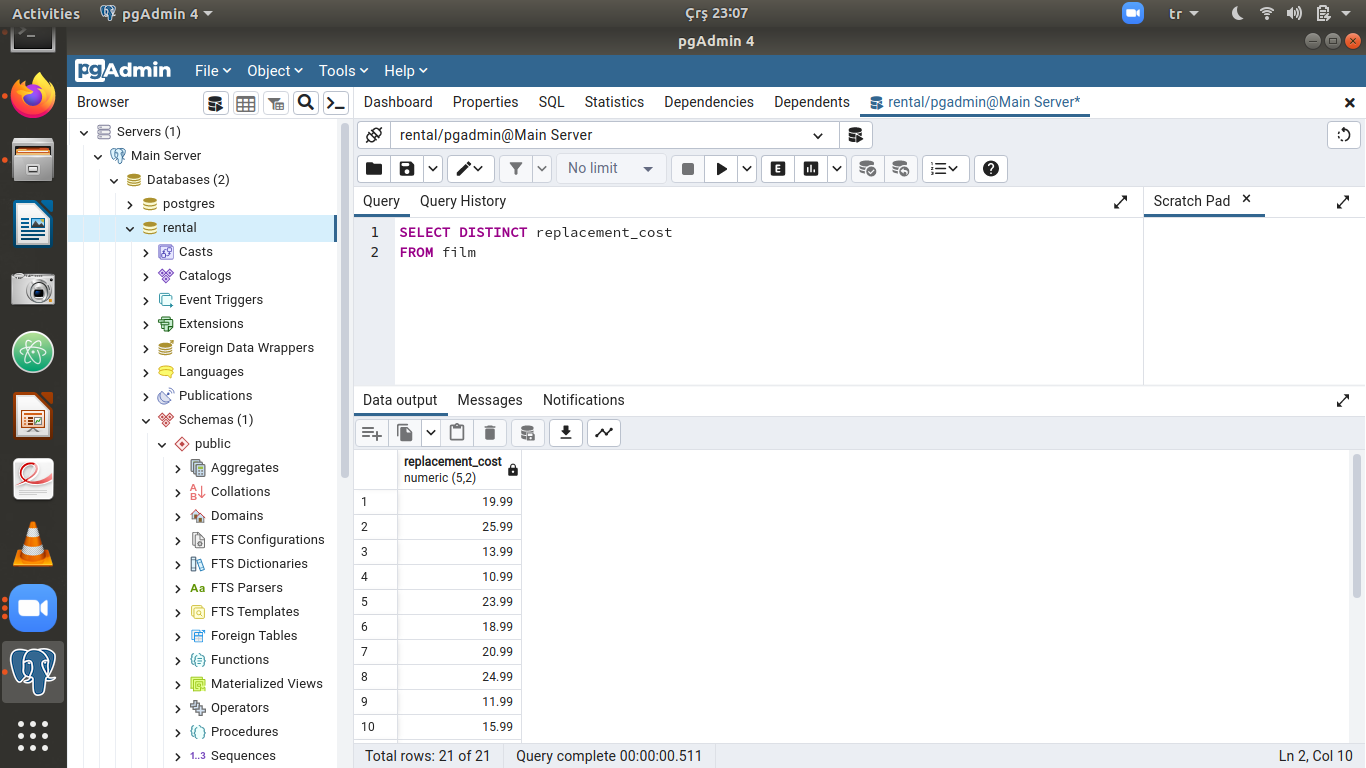 Activities pgAdmin 4 Çrş 23:07 tr
pgAdmin 4
pgAdmin File Object Tools Help
Browser
Dashboard Properties SQL Statistics Dependencies Dependents rental/pgadmin@Main Server*
Servers (1)
Main Server
Databases (2)
postgres
rental
Casts
Catalogs
Event Triggers
Extensions
Foreign Data Wrappers
Languages
Publications
Schemas (1)
public
Aggregates
Collations
Domains
FTS Configurations
FTS Dictionaries
Aa FTS Parsers
FTS Templates
Foreign Tables
Functions
Materialized Views
Operators
Procedures
1..3 Sequences
rental/pgadmin@Main Server
No limit E
Query Query History Scratch Pad
1 SELECT DISTINCT replacement_cost
2 FROM film
Data output Messages Notifications
replacement_cost
numeric (5,2)
1 19.99
2 25.99
3 13.99
4 10.99
5 23.99
6 18.99
7 20.99
8 24.99
9 11.99
10 15.99
Total rows: 21 of 21 Query complete 00:00:00.511 Ln 2, Col 10